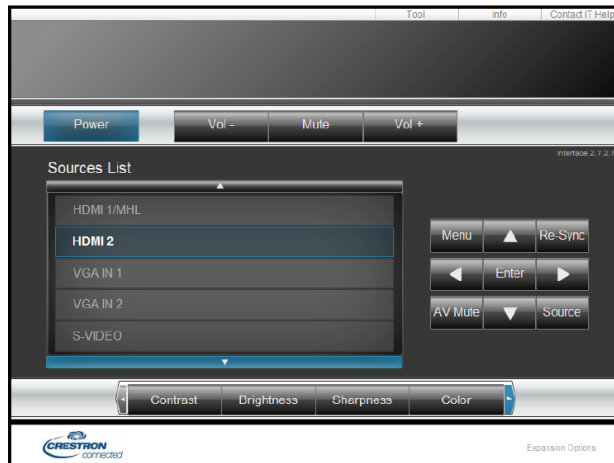 Tool Info Contact IT Help
Power Vol - Mute Vol +
Interface 2.7.2.7
Sources List
HDMI 1/MHL
HDMI 2
VGA IN 1
VGA IN 2
S-VIDEO
Menu Re-Sync
Enter
AV Mute Source
Contrast Brightness Sharpness Color
CRESTRON
connected
Expansion Options